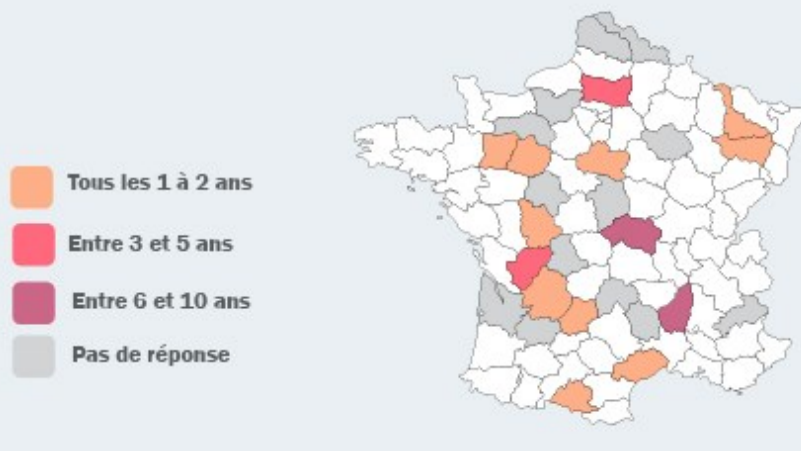 Tous les 1 à 2 ans
Entre 3 et 5 ans
Entre 6 et 10 ans
Pas de réponse